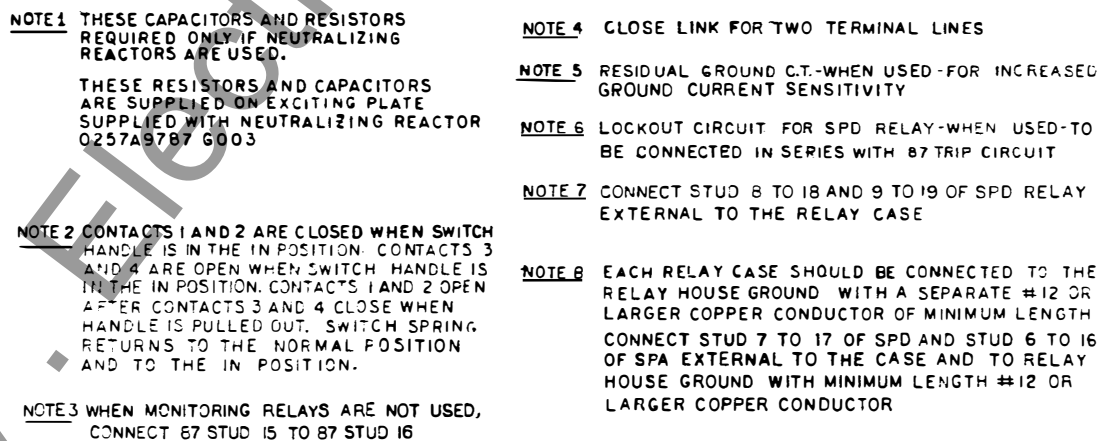 NOTE 1 THESE CAPACITORS AND RESISTORS
REQUIRED ONLY IF NEUTRALIZING
REACTORS ARE USED.
THESE RESISTORS AND CAPACITORS
ARE SUPPLIED ON EXCITING PLATE
SUPPLIED WITH NEUTRALIZING REACTOR
0257A9787 G003
NOTE 2 CONTACTS 1 AND 2 ARE CLOSED WHEN SWITCH
HANDLE IS IN THE IN POSITION. CONTACTS 3
AND 4 ARE OPEN WHEN SWITCH HANDLE IS
IN THE IN POSITION. CONTACTS 1 AND 2 OPEN
AFTER CONTACTS 3 AND 4 CLOSE WHEN
HANDLE IS PULLED OUT. SWITCH SPRING
RETURNS TO THE NORMAL POSITION
AND TO THE IN POSITION.
NOTE 3 WHEN MONITORING RELAYS ARE NOT USED,
CONNECT 87 STUD 15 TO 87 STUD 16
NOTE 4 CLOSE LINK FOR TWO TERMINAL LINES
NOTE 5 RESIDUAL GROUND C.T.-WHEN USED-FOR INCREASED
GROUND CURRENT SENSITIVITY
NOTE 6 LOCKOUT CIRCUIT FOR SPD RELAY-WHEN USED-TO
BE CONNECTED IN SERIES WITH 87 TRIP CIRCUIT
NOTE 7 CONNECT STUD 8 TO 18 AND 9 TO 19 OF SPD RELAY
EXTERNAL TO THE RELAY CASE
NOTE 8 EACH RELAY CASE SHOULD BE CONNECTED TO THE
RELAY HOUSE GROUND WITH A SEPARATE #12 OR
LARGER COPPER CONDUCTOR OF MINIMUM LENGTH
CONNECT STUD 7 TO 17 OF SPD AND STUD 6 TO 16
OF SPA EXTERNAL TO THE CASE AND TO RELAY
HOUSE GROUND WITH MINIMUM LENGTH #12 OR
LARGER COPPER CONDUCTOR
. Electr